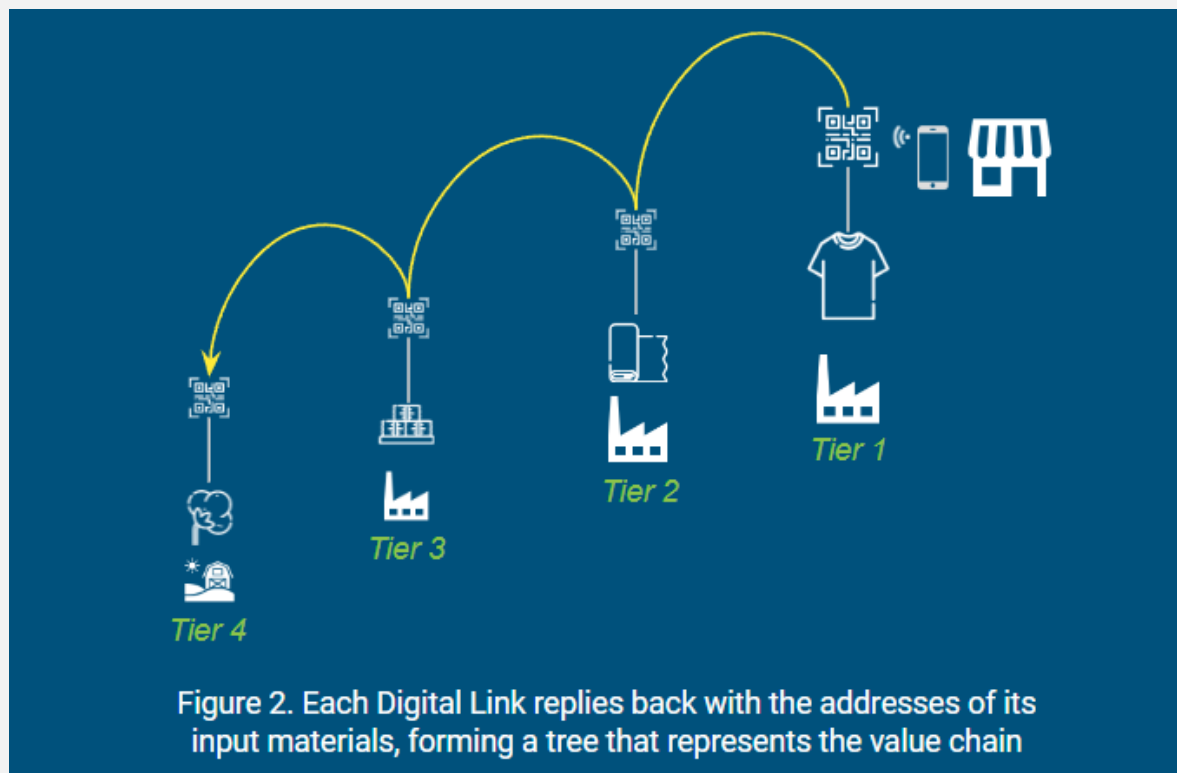 Tier 1
Tier 2
Tier 3
Tier 4
Figure 2. Each Digital Link replies back with the addresses of its
input materials, forming a tree that represents the value chain